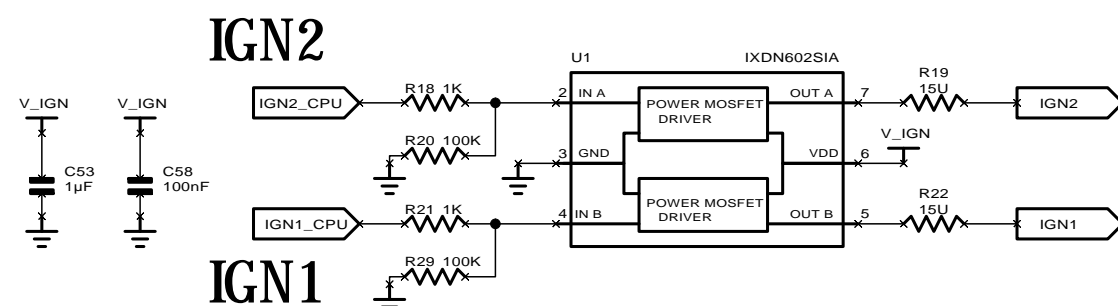 IGN2
U1 IXDN602SIA
R19
15U
V_IGN V_IGN
IGN2_CPU R18 1K 2 IN A POWER MOSFET DRIVER OUT A 7 IGN2
R20 100K 3 GND VDD 6 V_IGN
C53
1µF
C58
100nF
R22
15U
IGN1_CPU R21 1K 4 IN B POWER MOSFET DRIVER OUT B 5 IGN1
R29 100K
IGN1